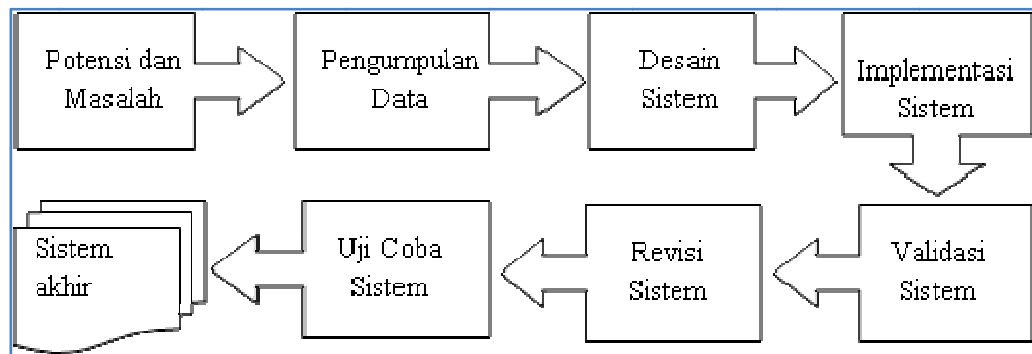 Potensi dan
Masalah
Pengumpulan
Data
Desain
Sistem
Implementasi
Sistem
Validasi
Sistem
Revisi
Sistem
Uji Coba
Sistem
Sistem
akhir